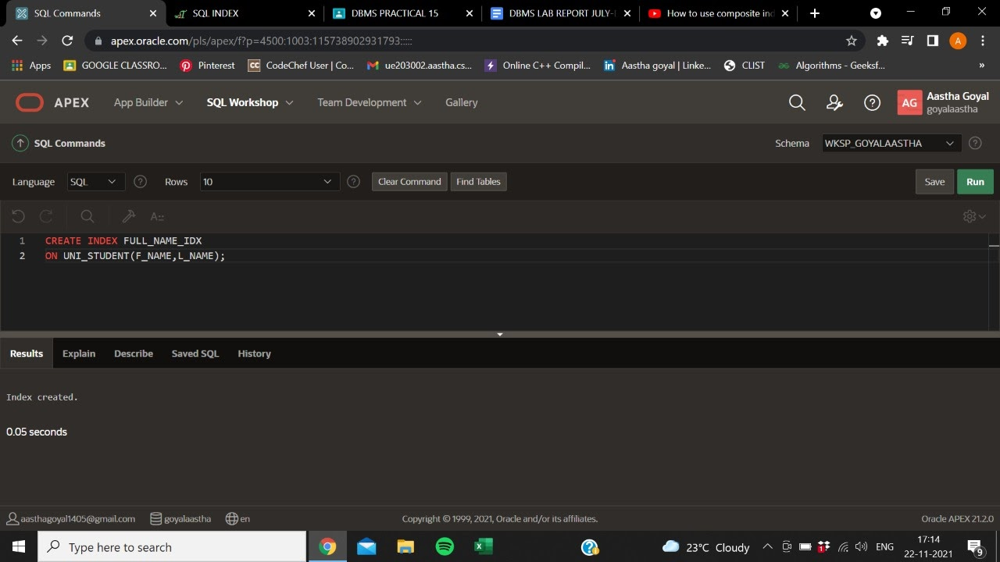 SQL Commands
SQL INDEX
DBMS PRACTICAL 15
DBMS LAB REPORT JULY-
How to use composite ind
apex.oracle.com/pls/apex/f?p=4500:1003:115738902931793:::::
A
Apps
GOOGLE CLASSRO...
Pinterest
CC
CodeChef User | Co...
ue203002.aastha.cs...
Online C++ Compil...
in
Aastha goyal | Linke...
CLIST
Algorithms - Geeksf...
»
APEX
App Builder
SQL Workshop
Team Development
Gallery
AG
Aastha Goyal
goyalaastha
SQL Commands
Schema
WKSP_GOYALAASTHA
Language
SQL
Rows
10
Clear Command
Find Tables
Save
Run
A::
1 CREATE INDEX FULL_NAME_IDX
2 ON UNI_STUDENT(F_NAME,L_NAME);
Results
Explain
Describe
Saved SQL
History
Index created.
0.05 seconds
aasthagoyal1405@gmail.com
goyalaastha
en
Copyright © 1999, 2021, Oracle and/or its affiliates.
Oracle APEX 21.2.0
Type here to search
23°C Cloudy
1
ENG
17:14
22-11-2021
9